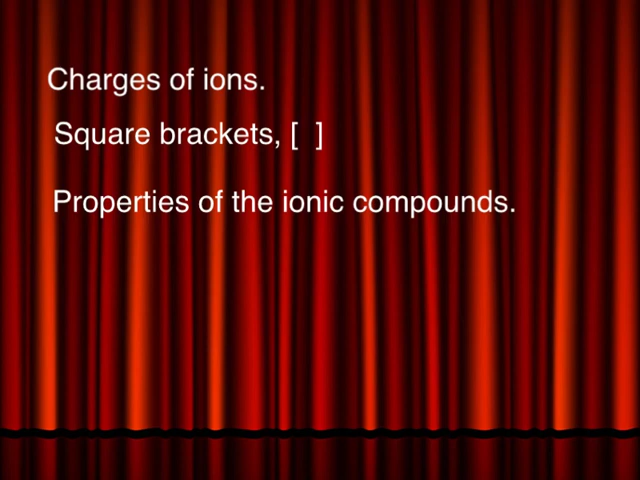 Charges of ions.
Square brackets, [  ]
Properties of the ionic compounds.